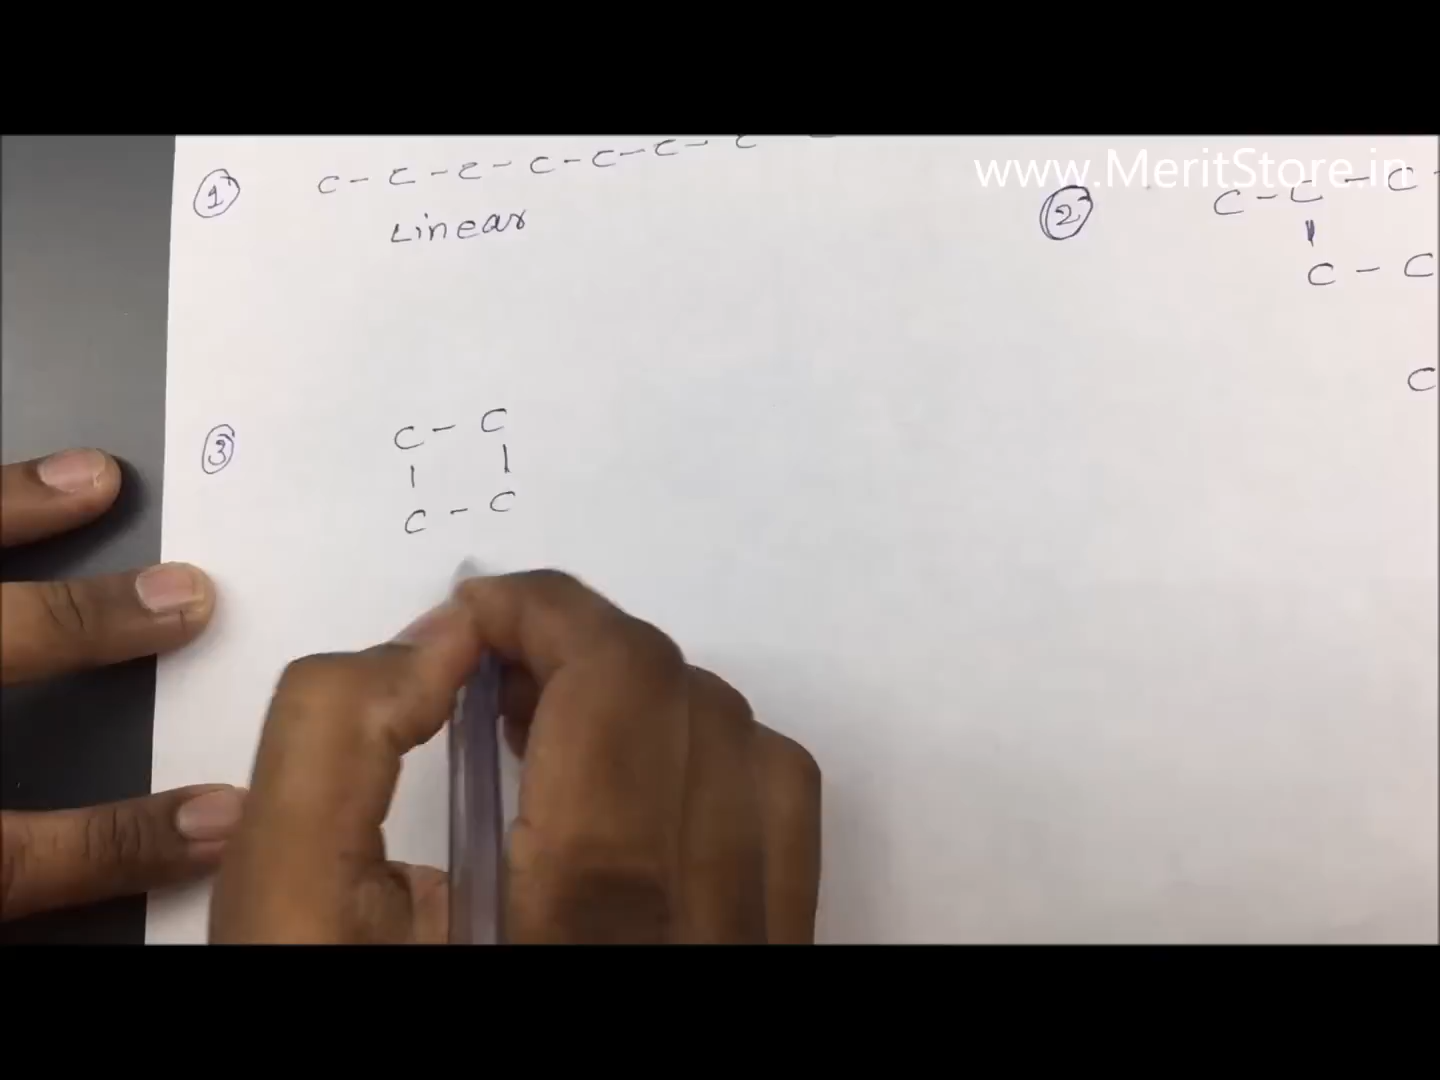 www.MeritStore.in
① C - C - C - C - C - C - C
Linear
② C - C - C -
||
C - C
C
③ C - C
| |
C - C